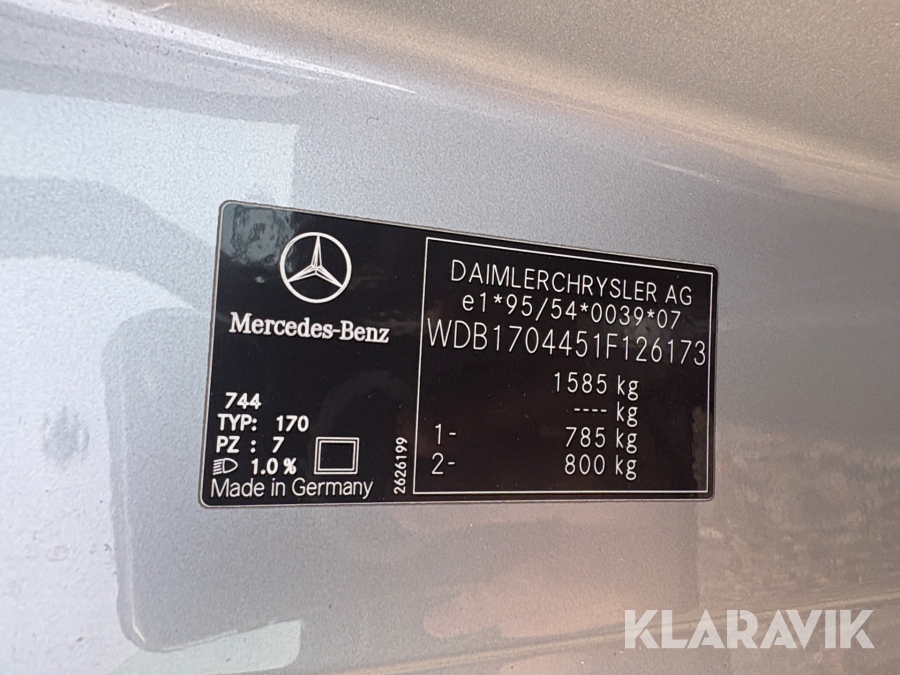 Mercedes-Benz
744
TYP: 170
PZ : 7
1.0 %
Made in Germany
2626199
DAIMLERCHRYSLER AG
e1*95/54*0039*07
WDB1704451F126173
1585 kg
---- kg
1- 785 kg
2- 800 kg
KLARAVIK